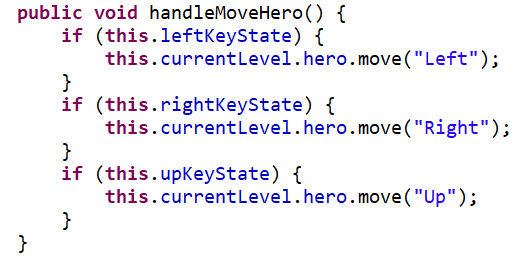 public void handleMoveHero() {
    if (this.leftKeyState) {
        this.currentLevel.hero.move("Left");
    }
    if (this.rightKeyState) {
        this.currentLevel.hero.move("Right");
    }
    if (this.upKeyState) {
        this.currentLevel.hero.move("Up");
    }
}